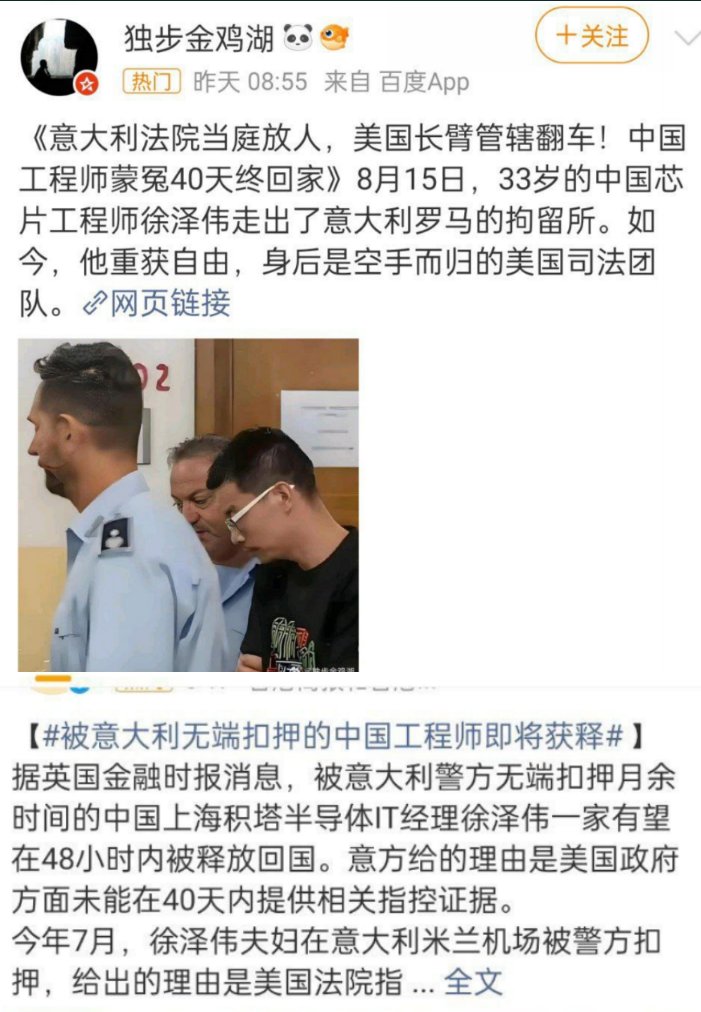 独步金鸡湖
+关注
热门 昨天 08:55 来自 百度App
《意大利法院当庭放人，美国长臂管辖翻车！中国
工程师蒙冤40天终回家》8月15日，33岁的中国芯
片工程师徐泽伟走出了意大利罗马的拘留所。如
今，他重获自由，身后是空手而归的美国司法团
队。网页链接
02
【#被意大利无端扣押的中国工程师即将获释#】
据英国金融时报消息，被意大利警方无端扣押月余
时间的中国上海积塔半导体IT经理徐泽伟一家有望
在48小时内被释放回国。意方给的理由是美国政府
方面未能在40天内提供相关指控证据。
今年7月，徐泽伟夫妇在意大利米兰机场被警方扣
押，给出的理由是美国法院指 ... 全文